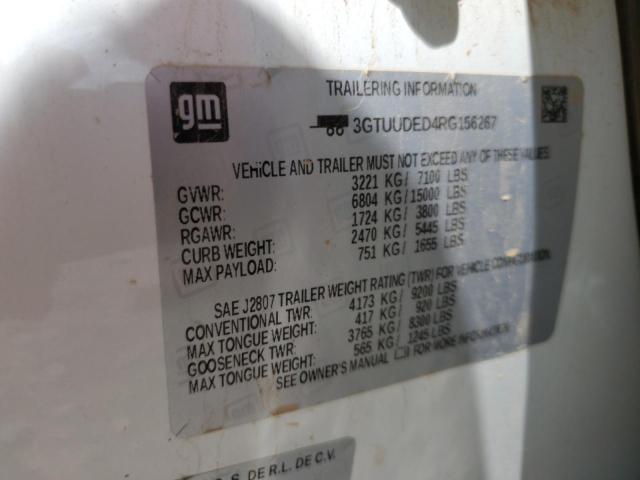 gm
TRAILERING INFORMATION
3GTUUDED4RG156267
VEHICLE AND TRAILER MUST NOT EXCEED ANY OF THESE VALUES.
GVWR: 3221 KG/ 7100 LBS
GCWR: 6804 KG/15000 LBS
RGAWR: 1724 KG/ 3800 LBS
CURB WEIGHT: 2470 KG/ 5445 LBS
MAX PAYLOAD: 751 KG/ 1655 LBS
SAE J2807 TRAILER WEIGHT RATING (TWR) FOR VEHICLE CONFIGURATION.
CONVENTIONAL TWR: 4173 KG/ 9200 LBS
MAX TONGUE WEIGHT: 417 KG/ 920 LBS
GOOSENECK TWR: 3765 KG/ 8300 LBS
MAX TONGUE WEIGHT: 565 KG/ 1245 LBS
SEE OWNER'S MANUAL FOR MORE INFORMATION
S. DE R.L. DE C.V.